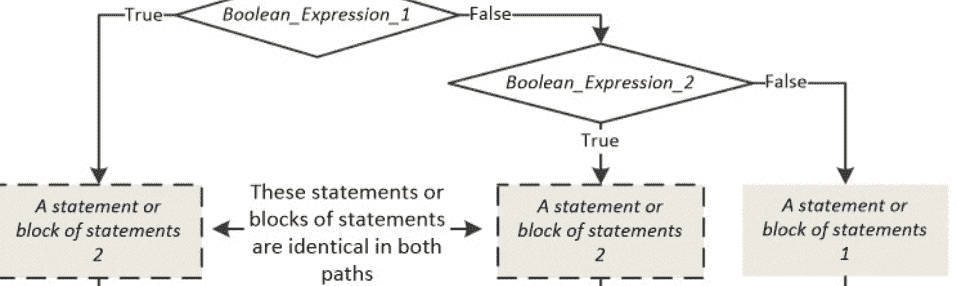 True
Boolean_Expression_1
False
Boolean_Expression_2
False
True
A statement or
block of statements
2
These statements or
blocks of statements
are identical in both
paths
A statement or
block of statements
2
A statement or
block of statements
1